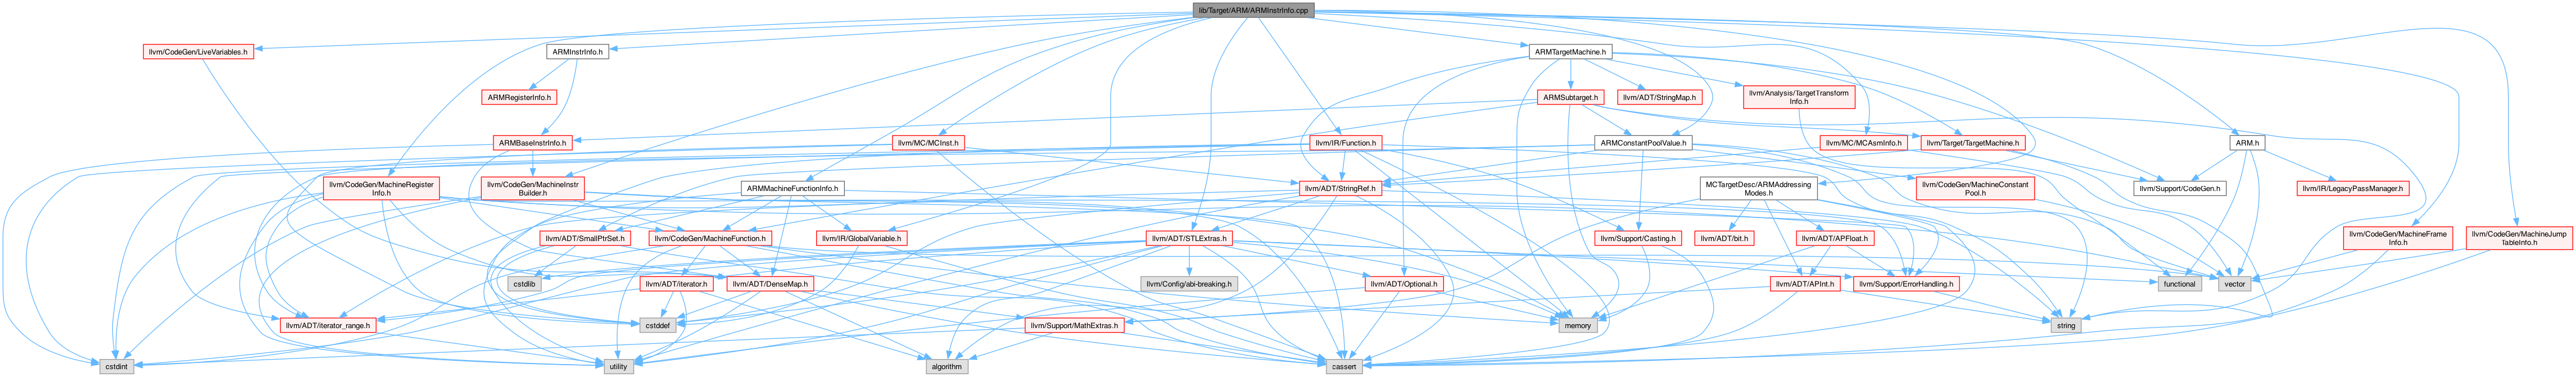 lib/Target/ARM/ARMInstrInfo.cpp
llvm/CodeGen/LiveVariables.h
ARMInstrInfo.h
ARMTargetMachine.h
ARMRegisterInfo.h
ARMSubtarget.h
llvm/ADT/StringMap.h
llvm/Analysis/TargetTransform
Info.h
ARMBaseInstrInfo.h
llvm/MC/MCInst.h
llvm/IR/Function.h
ARMConstantPoolValue.h
llvm/MC/MCAsmInfo.h
llvm/Target/TargetMachine.h
ARM.h
llvm/CodeGen/MachineRegister
Info.h
llvm/CodeGen/MachineInstr
Builder.h
ARMMachineFunctionInfo.h
llvm/ADT/StringRef.h
MCTargetDesc/ARMAddressing
Modes.h
llvm/CodeGen/MachineConstant
Pool.h
llvm/Support/CodeGen.h
llvm/IR/LegacyPassManager.h
llvm/ADT/SmallPtrSet.h
llvm/CodeGen/MachineFunction.h
llvm/IR/GlobalVariable.h
llvm/ADT/STLExtras.h
llvm/Support/Casting.h
llvm/ADT/bit.h
llvm/ADT/APFloat.h
llvm/CodeGen/MachineFrame
Info.h
llvm/CodeGen/MachineJump
TableInfo.h
cstdlib
llvm/ADT/iterator.h
llvm/ADT/DenseMap.h
llvm/Config/abi-breaking.h
llvm/ADT/Optional.h
llvm/ADT/APInt.h
llvm/Support/ErrorHandling.h
functional
vector
llvm/ADT/iterator_range.h
cstddef
llvm/Support/MathExtras.h
memory
string
cstdint
utility
algorithm
cassert